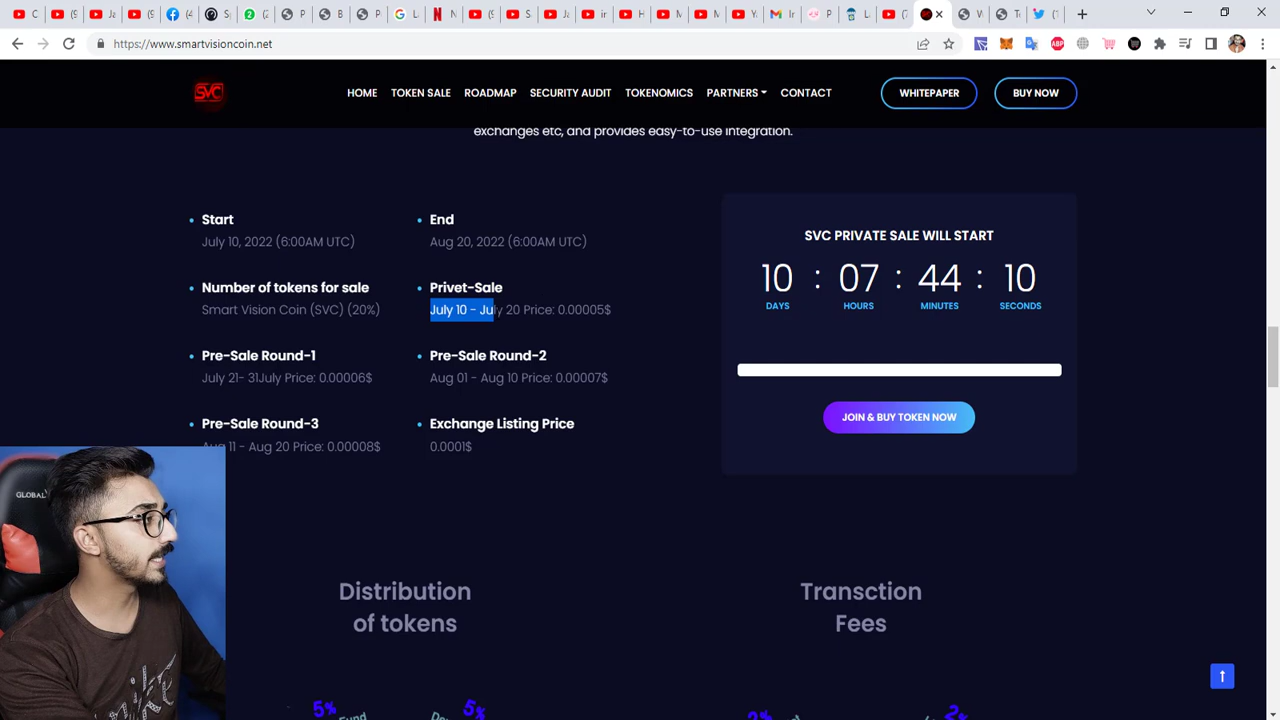 https://www.smartvisioncoin.net
SVC
HOME
TOKEN SALE
ROADMAP
SECURITY AUDIT
TOKENOMICS
PARTNERS
CONTACT
WHITEPAPER
BUY NOW
exchanges etc, and provides easy-to-use integration.
Start
July 10, 2022 (6:00AM UTC)
End
Aug 20, 2022 (6:00AM UTC)
Number of tokens for sale
Smart Vision Coin (SVC) (20%)
Privet-Sale
July 10 - July 20 Price: 0.00005$
Pre-Sale Round-1
July 21- 31July Price: 0.00006$
Pre-Sale Round-2
Aug 01 - Aug 10 Price: 0.00007$
Pre-Sale Round-3
Aug 11 - Aug 20 Price: 0.00008$
Exchange Listing Price
0.0001$
SVC PRIVATE SALE WILL START
10 : 07 : 44 : 10
DAYS HOURS MINUTES SECONDS
JOIN & BUY TOKEN NOW
GLOBAL
Distribution
of tokens
Transction
Fees
5%
Fund
5%
2%